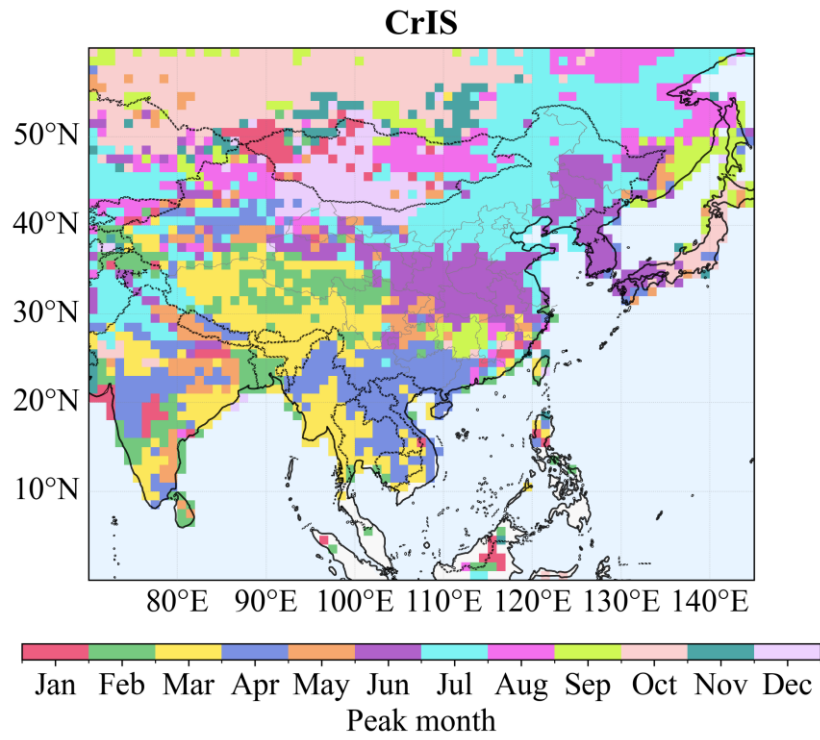 CrIS
50°N
40°N
30°N
20°N
10°N
80°E 90°E 100°E 110°E 120°E 130°E 140°E
Jan Feb Mar Apr May Jun Jul Aug Sep Oct Nov Dec
Peak month